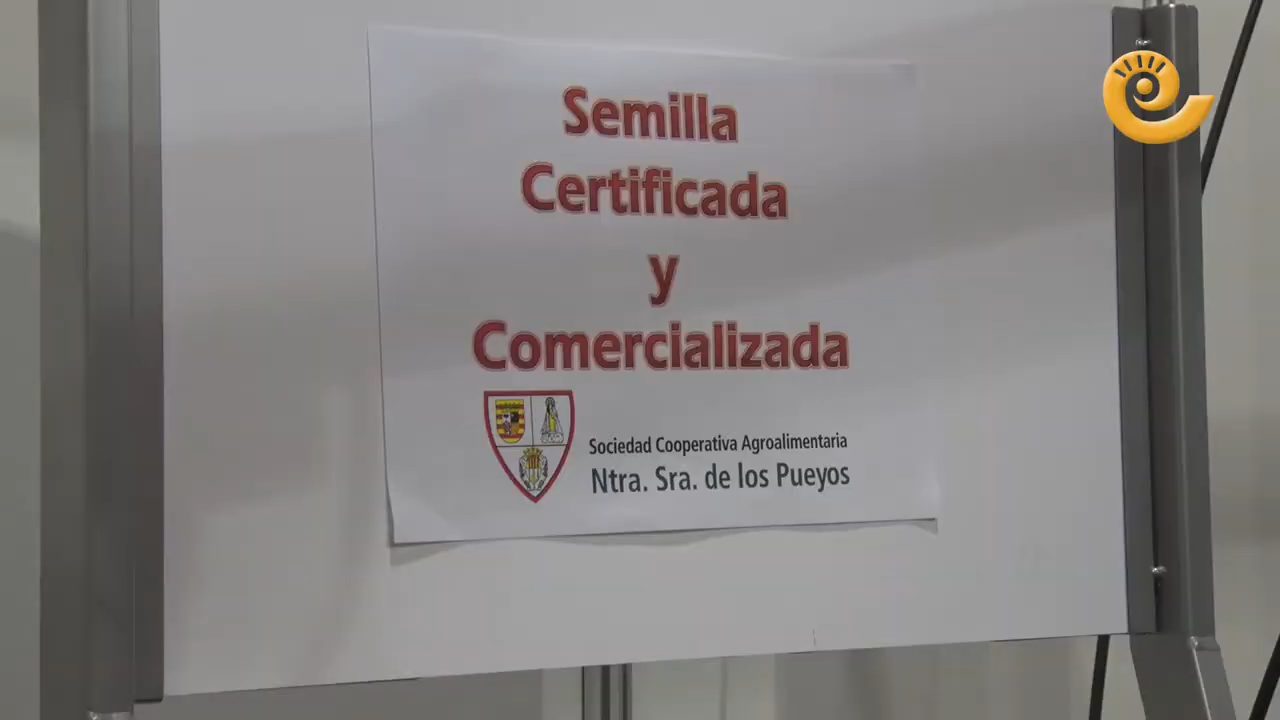 Semilla
Certificada
y
Comercializada
Sociedad Cooperativa Agroalimentaria
Ntra. Sra. de los Pueyos